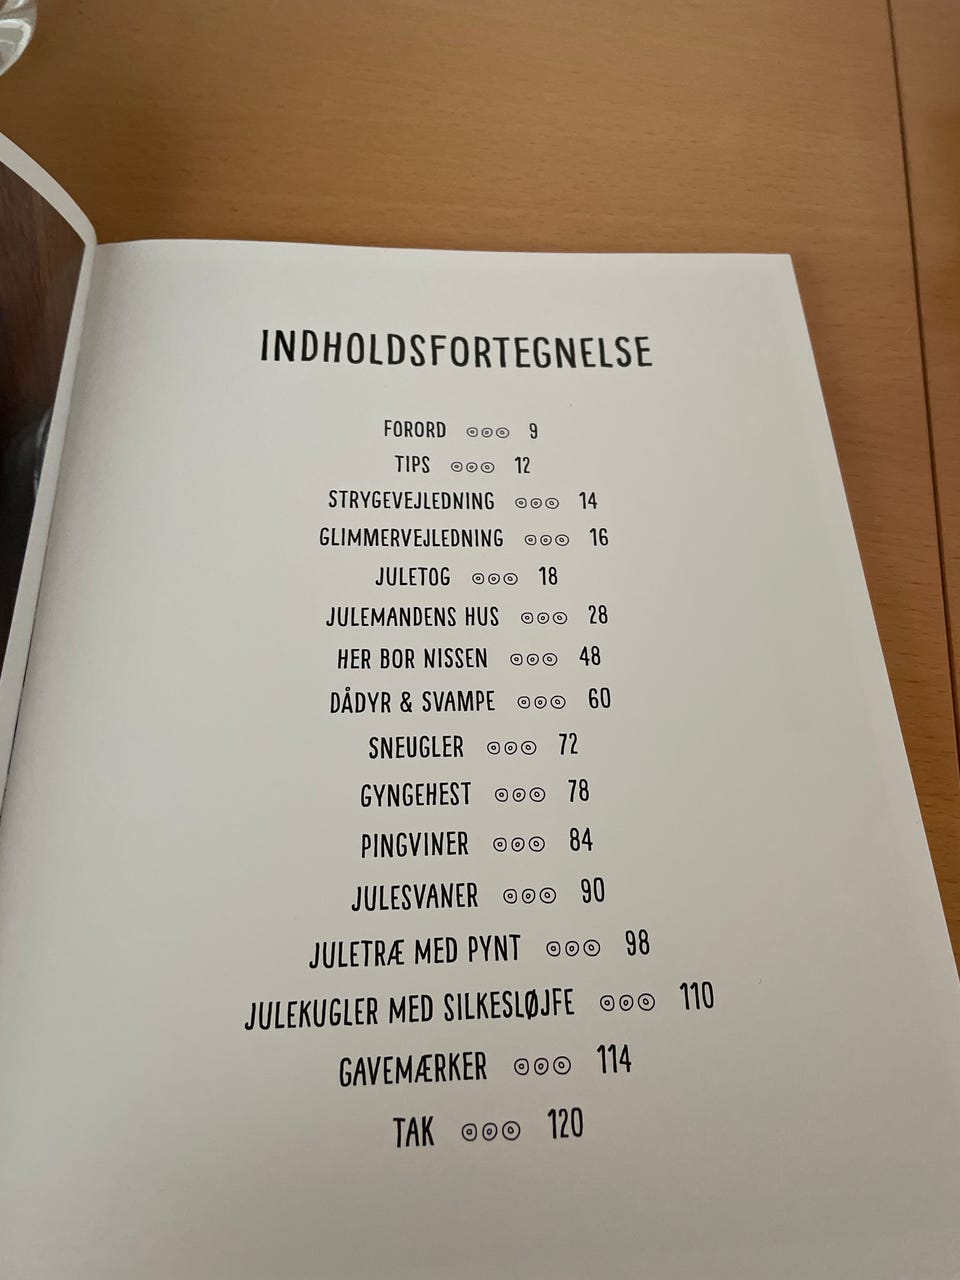 INDHOLDSFORTEGNELSE
FORORD 9
TIPS 12
STRYGEVEJLEDNING 14
GLIMMERVEJLEDNING 16
JULETOG 18
JULEMANDENS HUS 28
HER BOR NISSEN 48
DÅDYR & SVAMPE 60
SNEUGLER 72
GYNGEHEST 78
PINGVINER 84
JULESVANER 90
JULETRÆ MED PYNT 98
JULEKUGLER MED SILKESLØJFE 110
GAVEMÆRKER 114
TAK 120